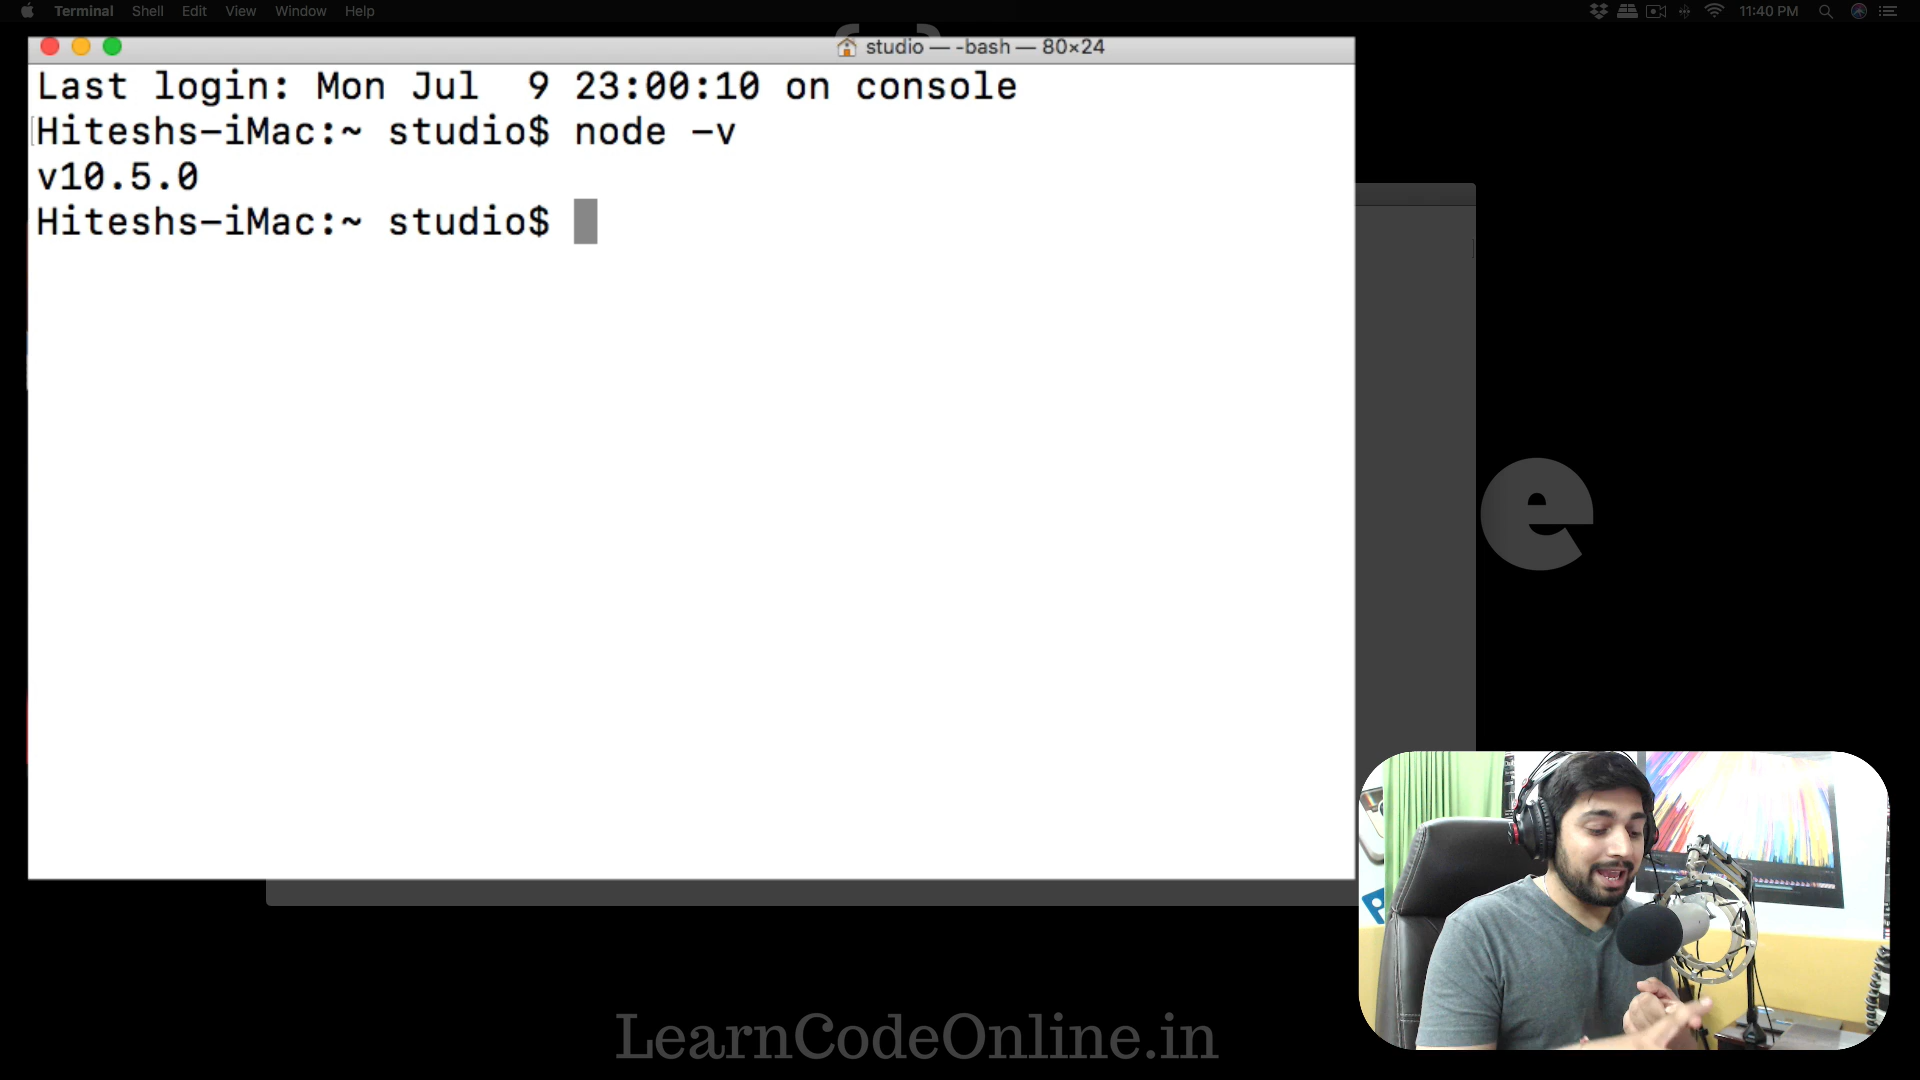 Terminal Shell Edit View Window Help 11:40 PM
studio — -bash — 80×24
Last login: Mon Jul  9 23:00:10 on console
Hiteshs-iMac:~ studio$ node -v
v10.5.0
Hiteshs-iMac:~ studio$
e
LearnCodeOnline.in